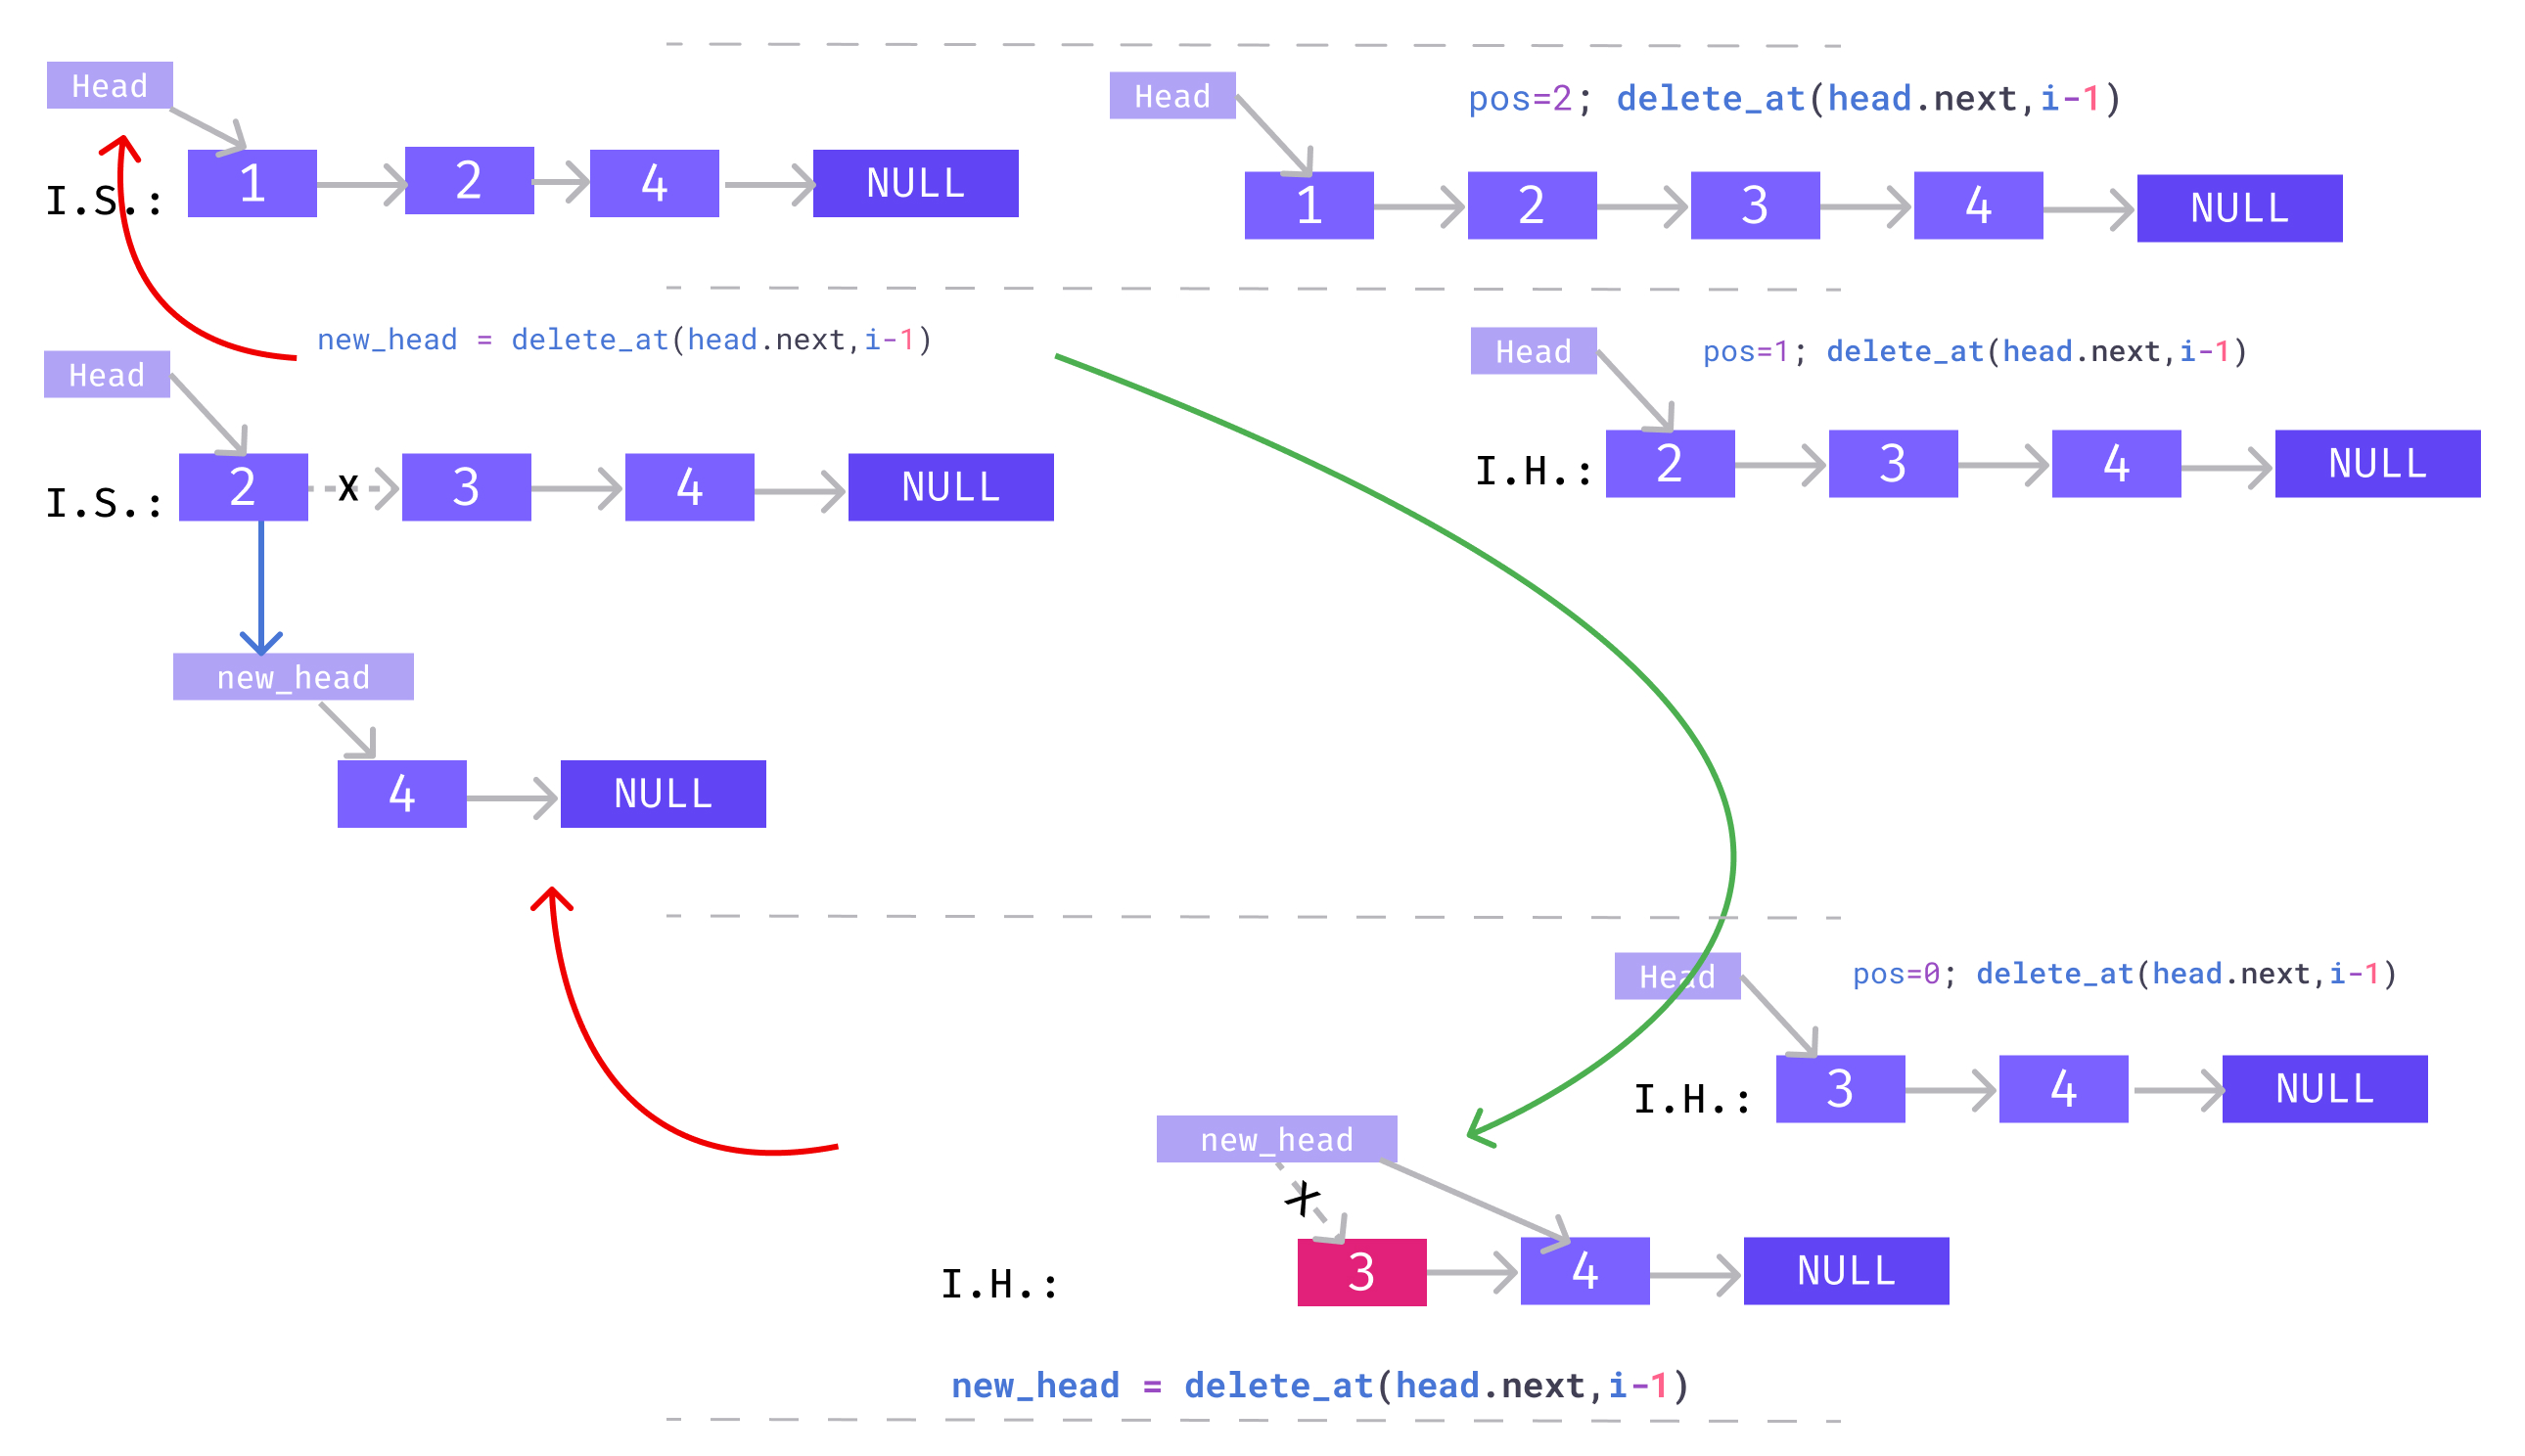 Head
I.S.: 1 2 4 NULL
Head
pos=2; delete_at(head.next,i-1)
1 2 3 4 NULL
new_head = delete_at(head.next,i-1)
Head
I.S.: 2 X 3 4 NULL
new_head
4 NULL
Head
pos=1; delete_at(head.next,i-1)
I.H.: 2 3 4 NULL
Head
pos=0; delete_at(head.next,i-1)
I.H.: 3 4 NULL
new_head
X
I.H.: 3 4 NULL
new_head = delete_at(head.next,i-1)